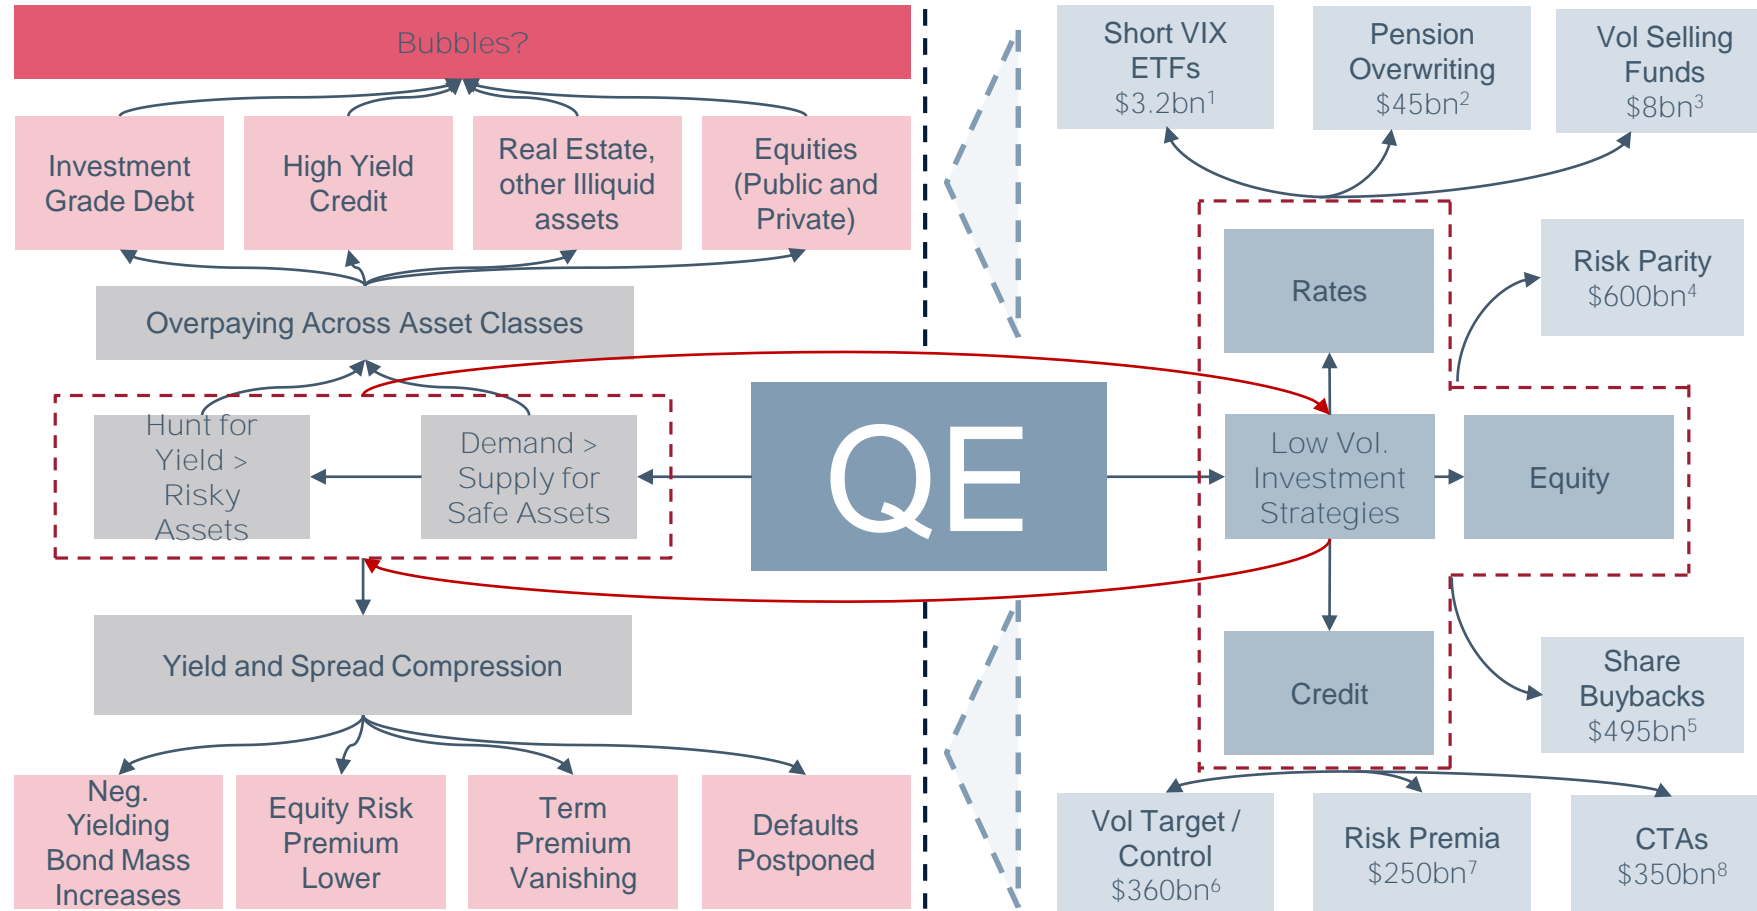 Bubbles?
Investment
Grade Debt
High Yield
Credit
Real Estate,
other Illiquid
assets
Equities
(Public and
Private)
Overpaying Across Asset Classes
Hunt for
Yield >
Risky
Assets
Demand >
Supply for
Safe Assets
Yield and Spread Compression
Neg.
Yielding
Bond Mass
Increases
Equity Risk
Premium
Lower
Term
Premium
Vanishing
Defaults
Postponed
QE
Short VIX
ETFs
$3.2bn¹
Pension
Overwriting
$45bn²
Vol Selling
Funds
$8bn³
Rates
Risk Parity
$600bn⁴
Low Vol.
Investment
Strategies
Equity
Credit
Share
Buybacks
$495bn⁵
Vol Target /
Control
$360bn⁶
Risk Premia
$250bn⁷
CTAs
$350bn⁸